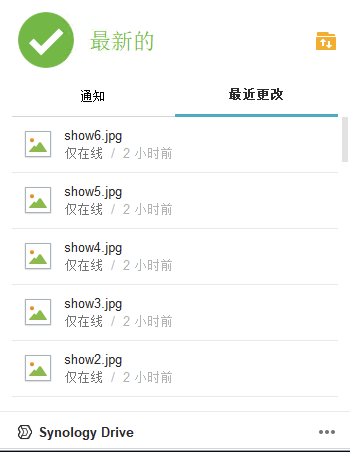 最新的
通知
最近更改
show6.jpg
仅在线 / 2 小时前
show5.jpg
仅在线 / 2 小时前
show4.jpg
仅在线 / 2 小时前
show3.jpg
仅在线 / 2 小时前
show2.jpg
仅在线 / 2 小时前
Synology Drive